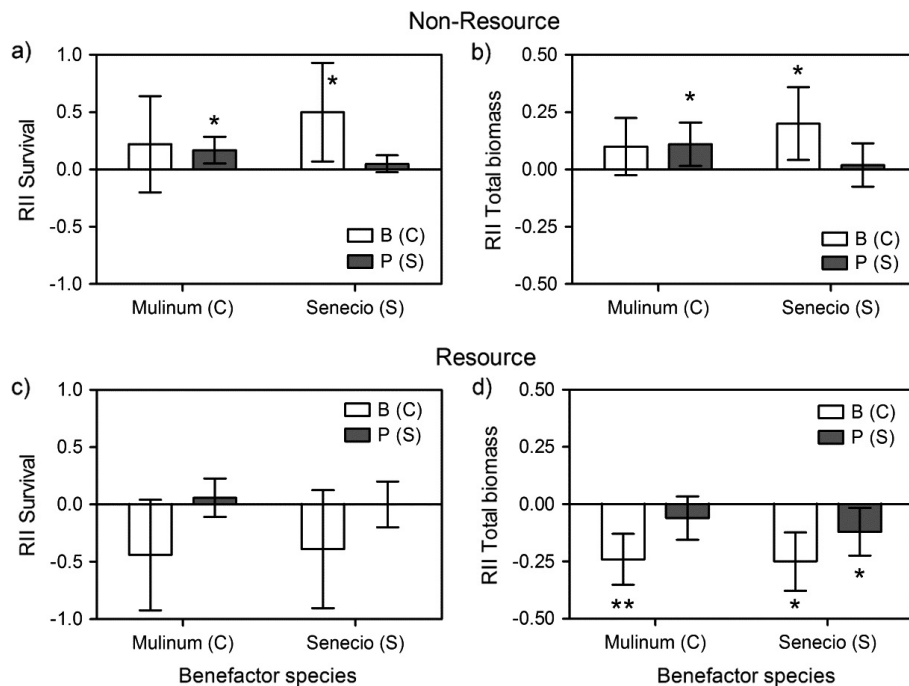 Non-Resource
a)
RII Survival
1.0
0.5
0.0
-0.5
-1.0
*
*
B (C)
P (S)
Mulinum (C)
Senecio (S)
b)
RII Total biomass
0.50
0.25
0.00
-0.25
-0.50
*
*
B (C)
P (S)
Mulinum (C)
Senecio (S)
Resource
c)
RII Survival
1.0
0.5
0.0
-0.5
-1.0
B (C)
P (S)
Mulinum (C)
Senecio (S)
Benefactor species
d)
RII Total biomass
0.50
0.25
0.00
-0.25
-0.50
B (C)
P (S)
**
*
*
Mulinum (C)
Senecio (S)
Benefactor species